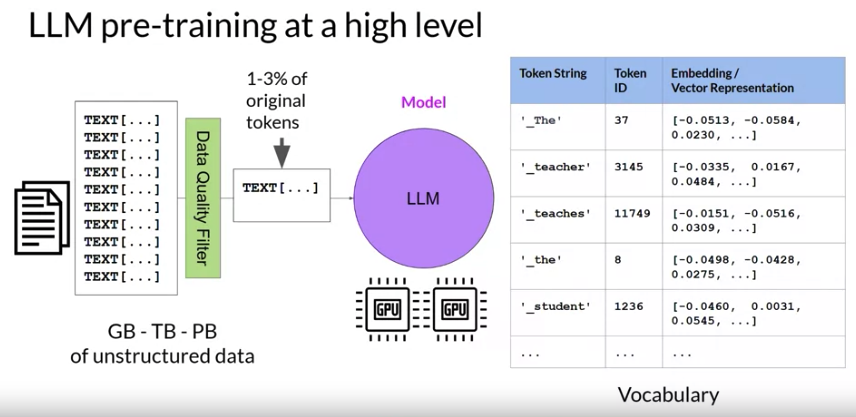 LLM pre-training at a high level
1-3% of
original
tokens
Model
TEXT[...]
TEXT[...]
TEXT[...]
TEXT[...]
TEXT[...]
TEXT[...]
TEXT[...]
TEXT[...]
TEXT[...]
TEXT[...]
Data Quality Filter
TEXT[...]
LLM
GPU
GPU
GB - TB - PB
of unstructured data
Token String Token ID Embedding / Vector Representation
'_The' 37 [-0.0513, -0.0584, 0.0230, ...]
'_teacher' 3145 [-0.0335, 0.0167, 0.0484, ...]
'_teaches' 11749 [-0.0151, -0.0516, 0.0309, ...]
'_the' 8 [-0.0498, -0.0428, 0.0275, ...]
'_student' 1236 [-0.0460, 0.0031, 0.0545, ...]
... ... ...
Vocabulary